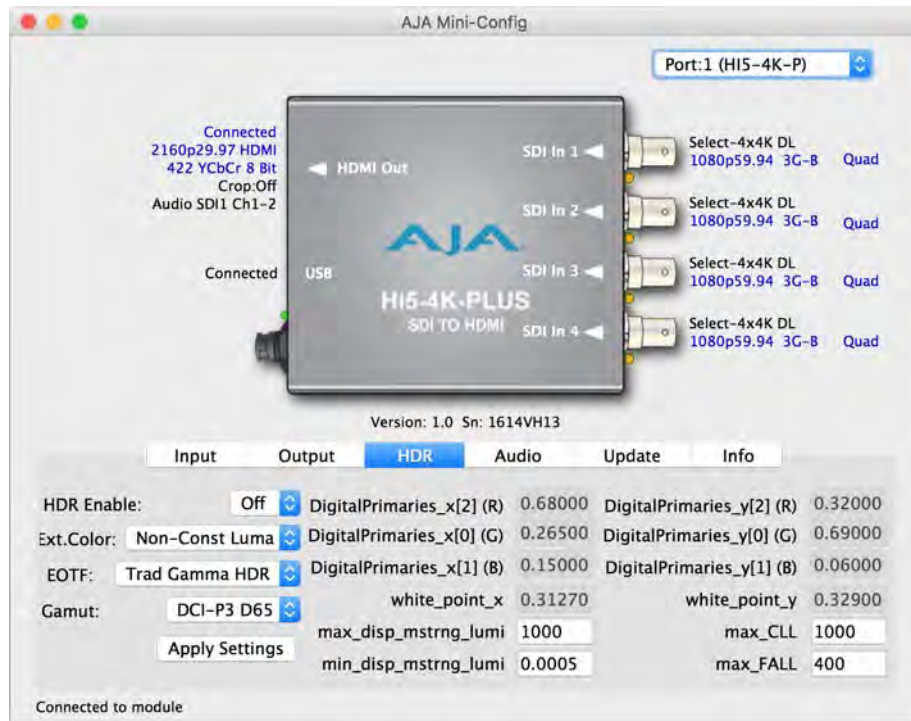 AJA Mini-Config
Port:1 (HI5-4K-P)
Connected
2160p29.97 HDMI
422 YCbCr 8 Bit
Crop:Off
Audio SDI1 Ch1-2
Connected
HDMI Out
USB
AJA
HI5-4K-PLUS
SDI TO HDMI
SDI In 1
SDI In 2
SDI In 3
SDI In 4
Select-4x4K DL
1080p59.94 3G-B Quad
Select-4x4K DL
1080p59.94 3G-B Quad
Select-4x4K DL
1080p59.94 3G-B Quad
Select-4x4K DL
1080p59.94 3G-B Quad
Version: 1.0 Sn: 1614VH13
Input Output HDR Audio Update Info
HDR Enable: Off DigitalPrimaries_x[2] (R) 0.68000 DigitalPrimaries_y[2] (R) 0.32000
Ext.Color: Non-Const Luma DigitalPrimaries_x[0] (G) 0.26500 DigitalPrimaries_y[0] (G) 0.69000
EOTF: Trad Gamma HDR DigitalPrimaries_x[1] (B) 0.15000 DigitalPrimaries_y[1] (B) 0.06000
Gamut: DCI-P3 D65 white_point_x 0.31270 white_point_y 0.32900
Apply Settings max_disp_mstrng_lumi 1000 max_CLL 1000
min_disp_mstrng_lumi 0.0005 max_FALL 400
Connected to module